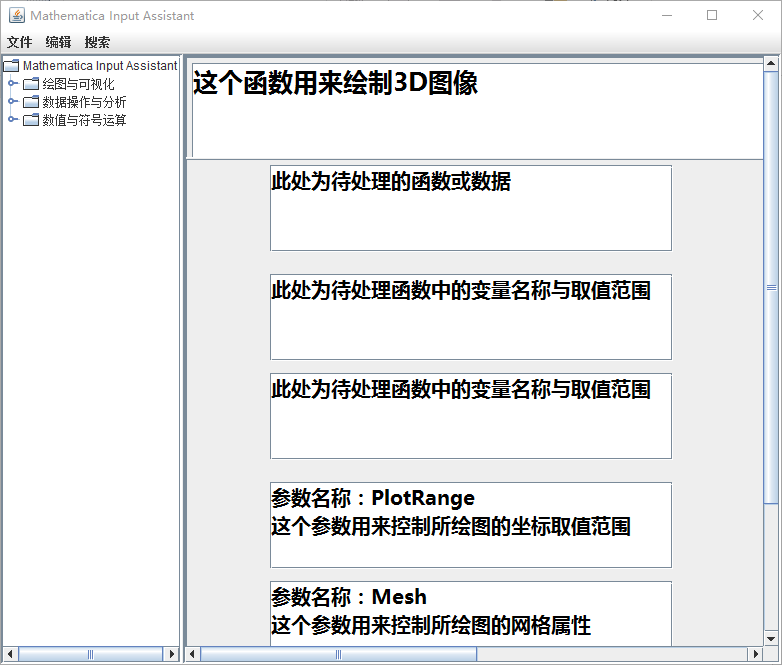 Mathematica Input Assistant
文件 编辑 搜索
Mathematica Input Assistant
绘图与可视化
数据操作与分析
数值与符号运算
这个函数用来绘制3D图像
此处为待处理的函数或数据
此处为待处理函数中的变量名称与取值范围
此处为待处理函数中的变量名称与取值范围
参数名称：PlotRange
这个参数用来控制所绘图的坐标取值范围
参数名称：Mesh
这个参数用来控制所绘图的网格属性